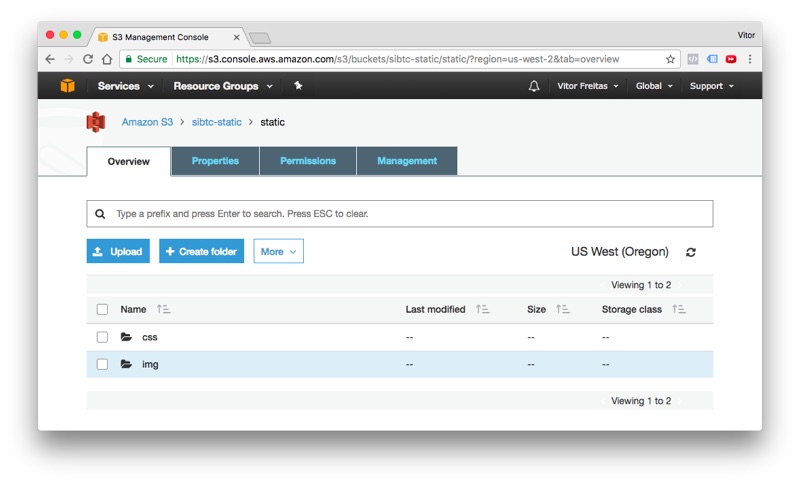 S3 Management Console
Vitor
Secure https://s3.console.aws.amazon.com/s3/buckets/sibtc-static/static/?region=us-west-2&tab=overview
Services Resource Groups Vitor Freitas Global Support
Amazon S3 > sibtc-static > static
Overview Properties Permissions Management
Type a prefix and press Enter to search. Press ESC to clear.
Upload + Create folder More US West (Oregon)
Viewing 1 to 2
Name Last modified Size Storage class
css -- -- --
img -- -- --
Viewing 1 to 2